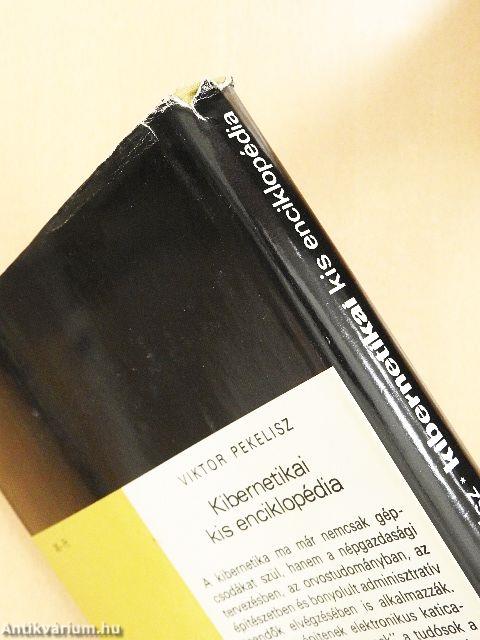 kibernetikai kis enciklopédia
VIKTOR PEKELISZ
Kibernetikai
kis enciklopédia
A kibernetika ma már nemcsak gép-
csodákat szül, hanem a népgazdasági
tervezésben, az orvostudományban, az
építészetben és bonyolult adminisztratív
elvégzésében is alkalmazzák.
elektronikus katica-
a tudósok a
Antikvárium.hu